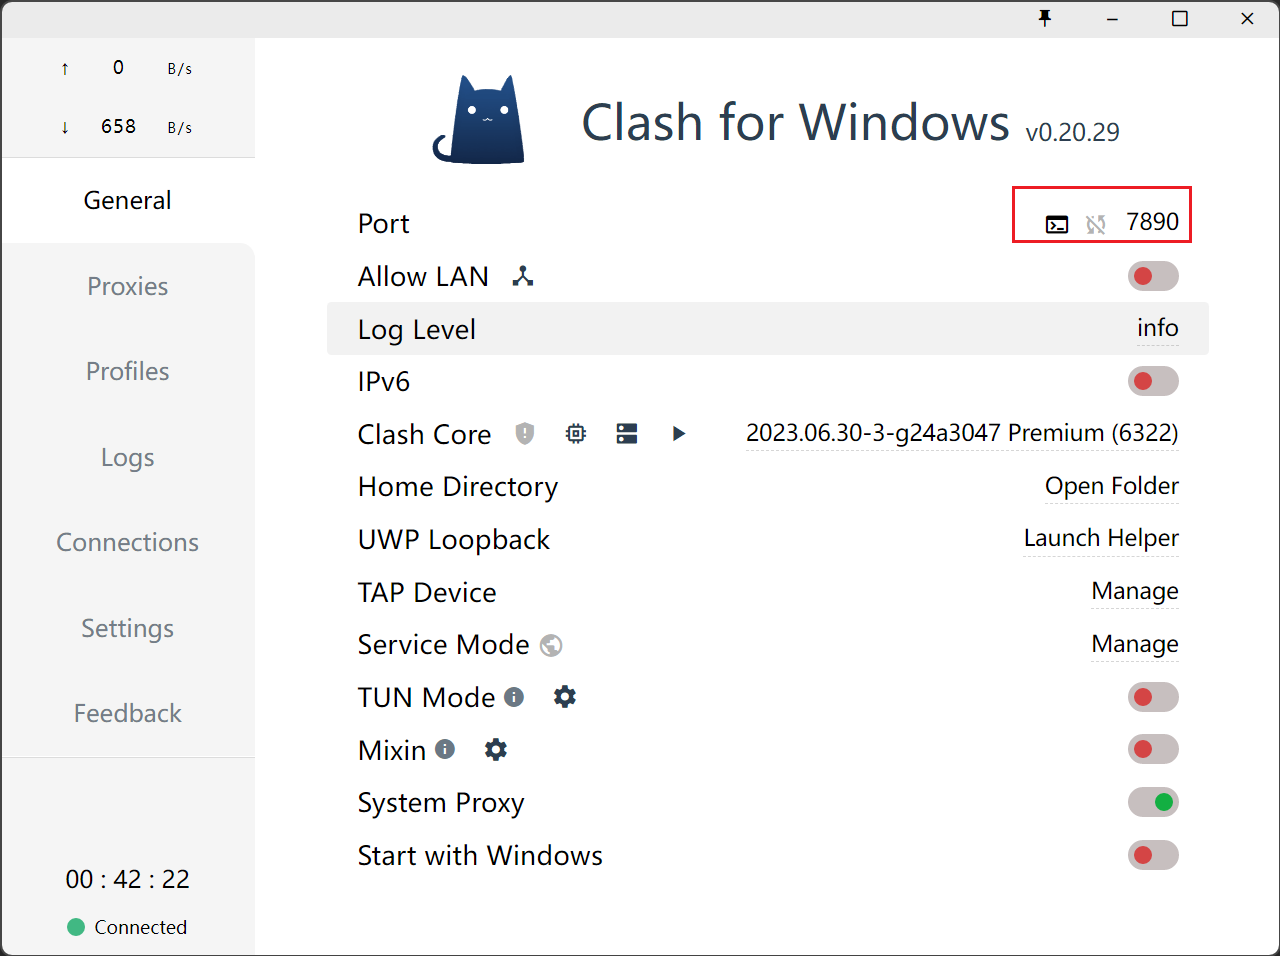 ↑ 0 B/s
↓ 658 B/s
General
Proxies
Profiles
Logs
Connections
Settings
Feedback
00 : 42 : 22
Connected
Clash for Windows v0.20.29
Port 7890
Allow LAN
Log Level info
IPv6
Clash Core 2023.06.30-3-g24a3047 Premium (6322)
Home Directory Open Folder
UWP Loopback Launch Helper
TAP Device Manage
Service Mode Manage
TUN Mode
Mixin
System Proxy
Start with Windows